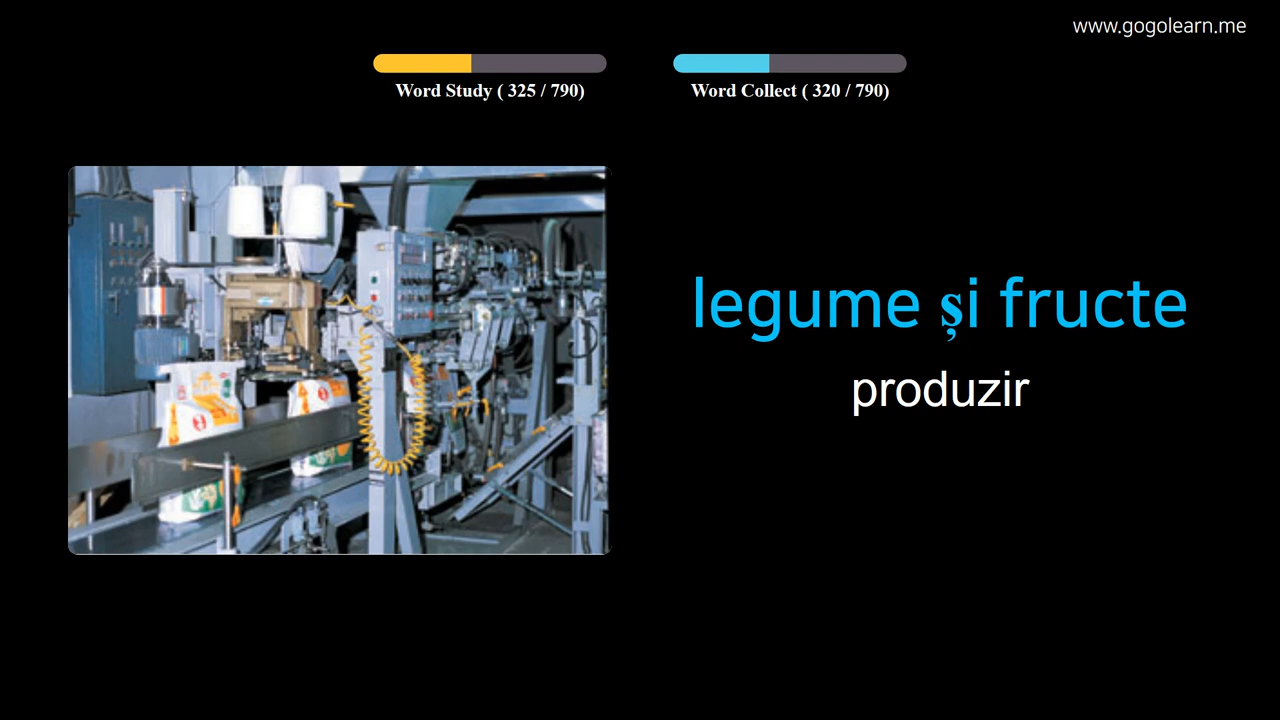 www.gogolearn.me
Word Study ( 325 / 790)
Word Collect ( 320 / 790)
legume și fructe
produzir